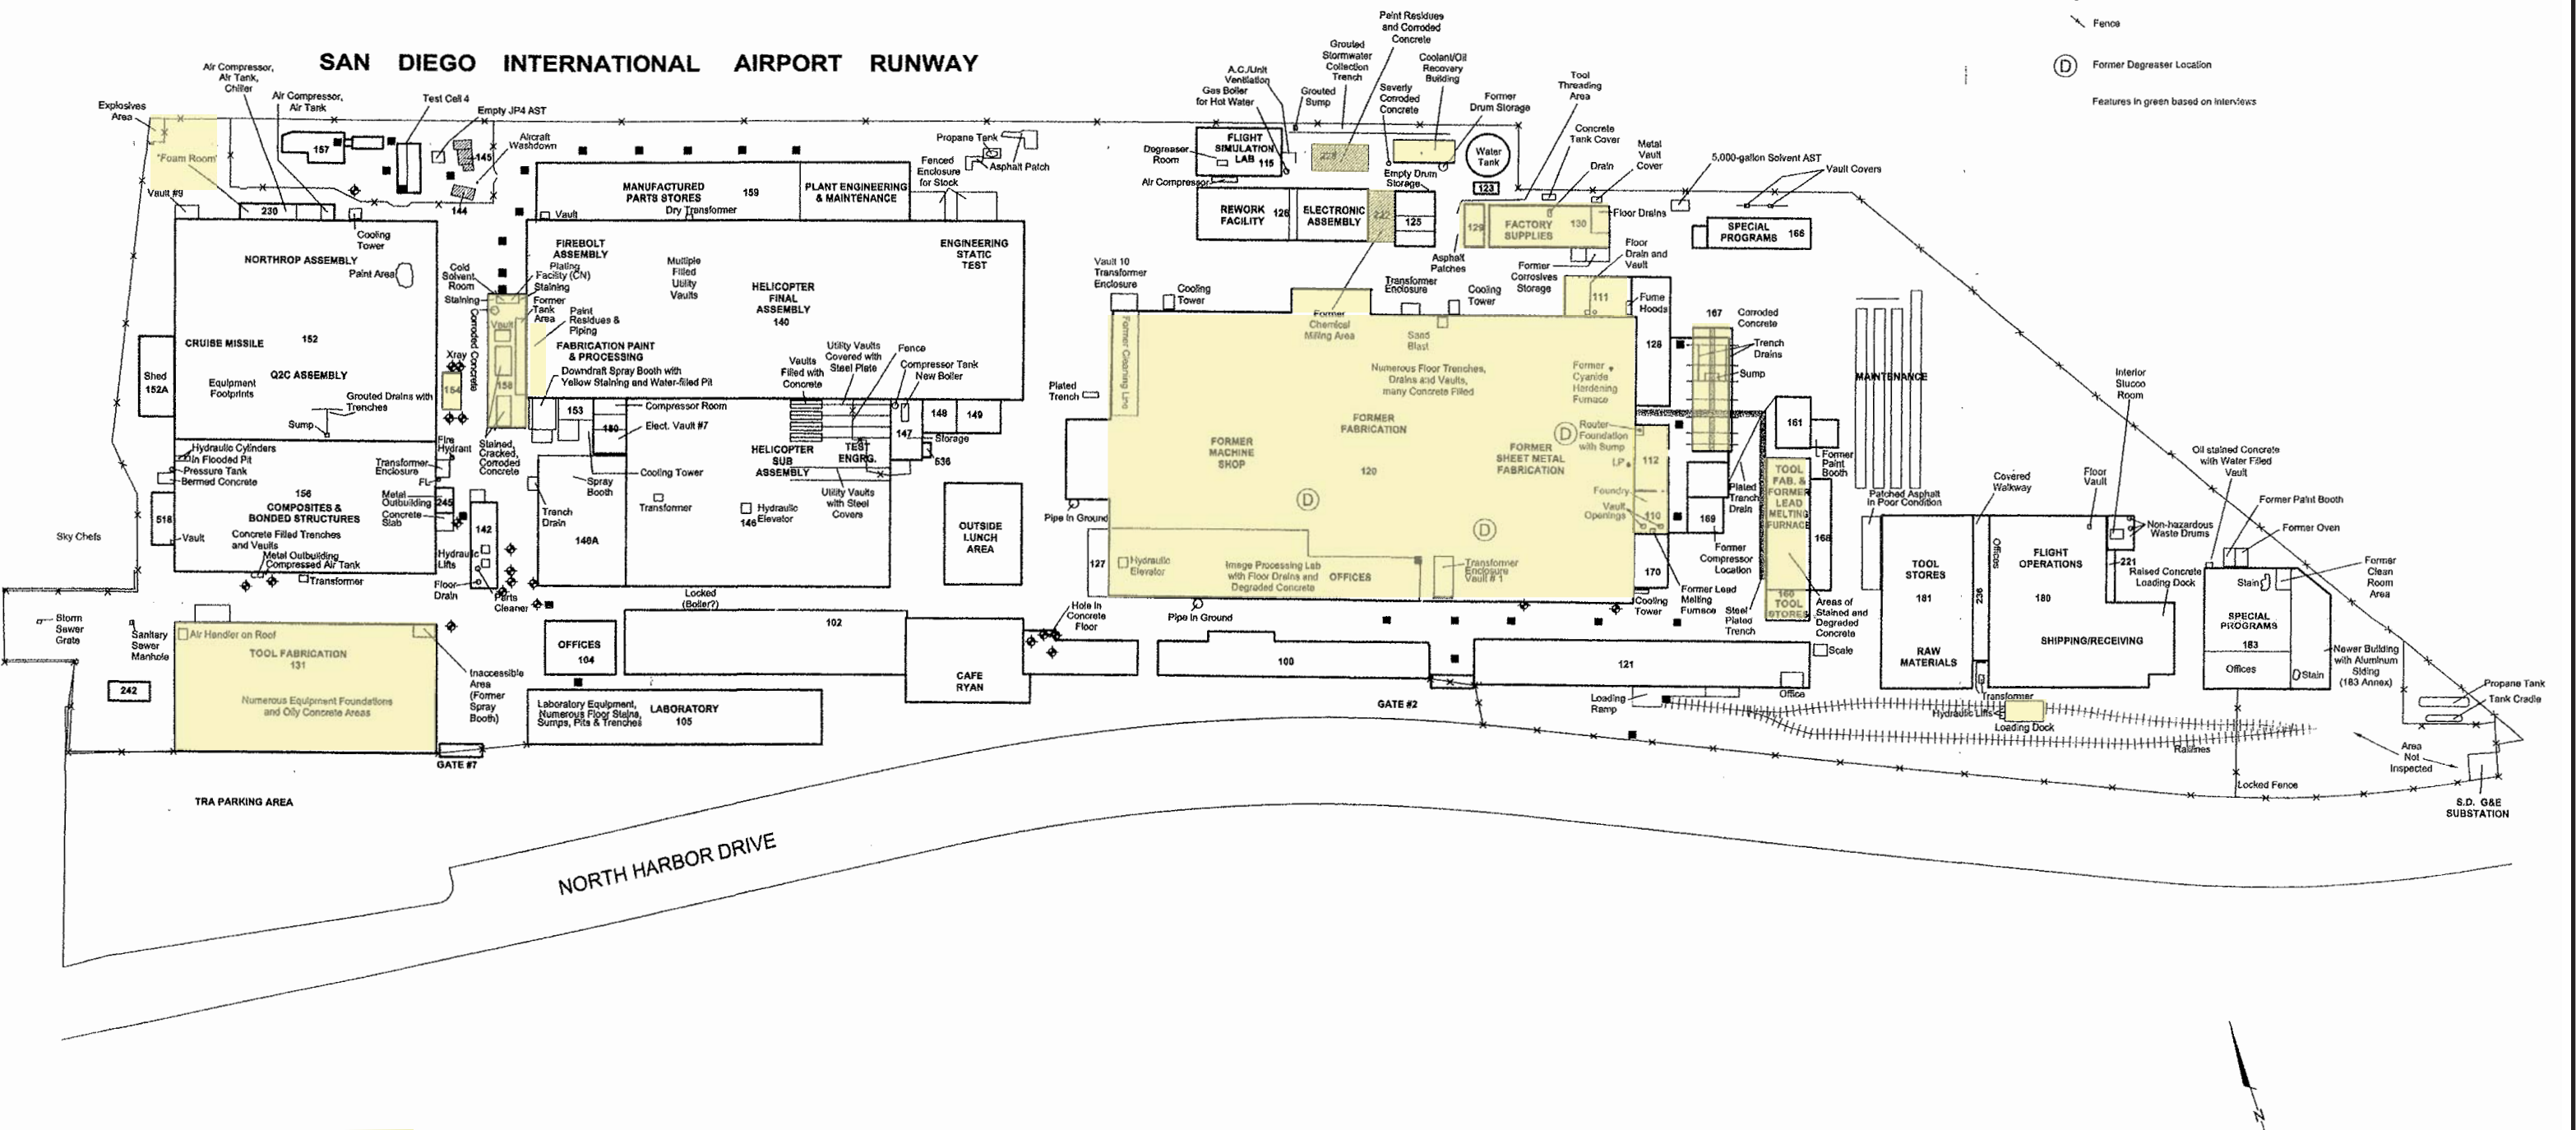 SAN DIEGO INTERNATIONAL AIRPORT RUNWAY
Fence
D
Former Degreaser Location
Features in green based on interviews
Explosives
Area
Air Compressor,
Air Tank,
Chiller
Air Compressor,
Air Tank
Test Cell 4
Empty JP4 AST
Aircraft
Washdown
"Foam Room"
157
145
144
Vault #9
230
Cooling
Tower
NORTHROP ASSEMBLY
Paint Area
CRUISE MISSILE
152
Q2C ASSEMBLY
Equipment
Footprints
Grouted Drains with
Trenches
Sump
Shed
152A
Hydraulic Cylinders
In Flooded Pit
Pressure Tank
Bermed Concrete
156
COMPOSITES &
BONDED STRUCTURES
Concrete Filled Trenches
and Vaults
Metal Outbuilding
Compressed Air Tank
Transformer
518
Vault
Sky Chefs
Storm
Sewer
Grate
Sanitary
Sewer
Manhole
242
Air Handler on Roof
TOOL FABRICATION
131
Numerous Equipment Foundations
and Oily Concrete Areas
Inaccessible
Area
(Former
Spray
Booth)
GATE #7
TRA PARKING AREA
NORTH HARBOR DRIVE
MANUFACTURED
PARTS STORES
159
PLANT ENGINEERING
& MAINTENANCE
Vault
Dry Transformer
Propane Tank
Asphalt Patch
Fenced
Enclosure
for Stock
ENGINEERING
STATIC
TEST
FIREBOLT
ASSEMBLY
Plating
Facility (CN)
Staining
Cold
Solvent
Room
Staining
Former
Tank
Area
Paint
Residues &
Piping
Corroded Concrete
Vault
158
Xray
154
Multiple
Filled
Utility
Vaults
HELICOPTER
FINAL
ASSEMBLY
140
FABRICATION PAINT
& PROCESSING
Downdraft Spray Booth with
Yellow Staining and Water-filled Pit
Vaults
Filled with
Concrete
Utility Vaults
Covered with
Steel Plate
Fence
Compressor Tank
New Boiler
153
Compressor Room
Elect. Vault #7
148
149
147
Storage
536
HELICOPTER
SUB
ASSEMBLY
TEST
ENGRG.
Cooling Tower
Spray
Booth
Transformer
Hydraulic
Elevator
146
Utility Vaults
with Steel
Covers
Trench
Drain
146A
Fire
Hydrant
Stained,
Cracked,
Corroded
Concrete
Transformer
Enclosure
FL
Metal
Outbuilding
245
Concrete
Slab
142
Hydraulic
Lifts
Floor
Drain
Parts
Cleaner
OUTSIDE
LUNCH
AREA
Locked
(Boiler?)
OFFICES
104
102
CAFE
RYAN
Hole In
Concrete
Floor
Laboratory Equipment,
Numerous Floor Stains,
Sumps, Pits & Trenches
LABORATORY
105
Paint Residues
and Corroded
Concrete
Grouted
Stormwater
Collection
Trench
Coolant/Oil
Recovery
Building
A.C./Unit
Ventilation
Gas Boiler
for Hot Water
Grouted
Sump
Severly
Corroded
Concrete
Former
Drum Storage
Tool
Threading
Area
Concrete
Tank Cover
Metal
Vault
Cover
Drain
5,000-gallon Solvent AST
Vault Covers
FLIGHT
SIMULATION
LAB
115
Degreaser
Room
Air Compressor
Water
Tank
Empty Drum
Storage
123
REWORK
FACILITY
126
ELECTRONIC
ASSEMBLY
222
125
129
FACTORY
SUPPLIES
130
Floor Drains
SPECIAL
PROGRAMS
166
Asphalt
Patches
Former
Corrosives
Storage
Floor
Drain and
Vault
Vault 10
Transformer
Enclosure
Cooling
Tower
Transformer
Enclosure
Cooling
Tower
111
Fume
Hoods
128
167
Corroded
Concrete
Trench
Drains
Sump
Former Cleaning Line
Former
Chemical
Milling Area
Sand
Blast
Numerous Floor Trenches,
Drains and Vaults,
many Concrete Filled
Former
Cyanide
Hardening
Furnace
Plated
Trench
FORMER
MACHINE
SHOP
FORMER
FABRICATION
120
FORMER
SHEET METAL
FABRICATION
D
Router
Foundation
with Sump
I.P.
112
Foundry
Vault
Openings
110
D
D
Pipe In Ground
127
Hydraulic
Elevator
Image Processing Lab
with Floor Drains and
Degraded Concrete
OFFICES
Transformer
Enclosure
Vault # 1
Pipe In Ground
161
Former
Paint
Booth
Plated
Trench
Drain
169
Former
Compressor
Location
170
Former Lead
Melting
Furnace
Cooling
Tower
Steel
Plated
Trench
TOOL
FAB. &
FORMER
LEAD
MELTING
FURNACE
168
160
TOOL
STORES
Areas of
Stained and
Degraded
Concrete
Scale
100
121
GATE #2
Loading
Ramp
Office
MAINTENANCE
Patched Asphalt
In Poor Condition
Interior
Stucco
Room
Covered
Walkway
Floor
Vault
Oil stained Concrete
with Water Filled
Vault
Former Paint Booth
Former Oven
Non-hazardous
Waste Drums
TOOL
STORES
181
RAW
MATERIALS
Offices
236
FLIGHT
OPERATIONS
180
SHIPPING/RECEIVING
221
Raised Concrete
Loading Dock
Stain
SPECIAL
PROGRAMS
183
Offices
Stain
Former
Clean
Room
Area
Newer Building
with Aluminum
Siding
(183 Annex)
Transformer
Hydraulic Lifts
Loading Dock
Raillines
Propane Tank
Tank Cradle
Area
Not
Inspected
Locked Fence
S.D. G&E
SUBSTATION
N